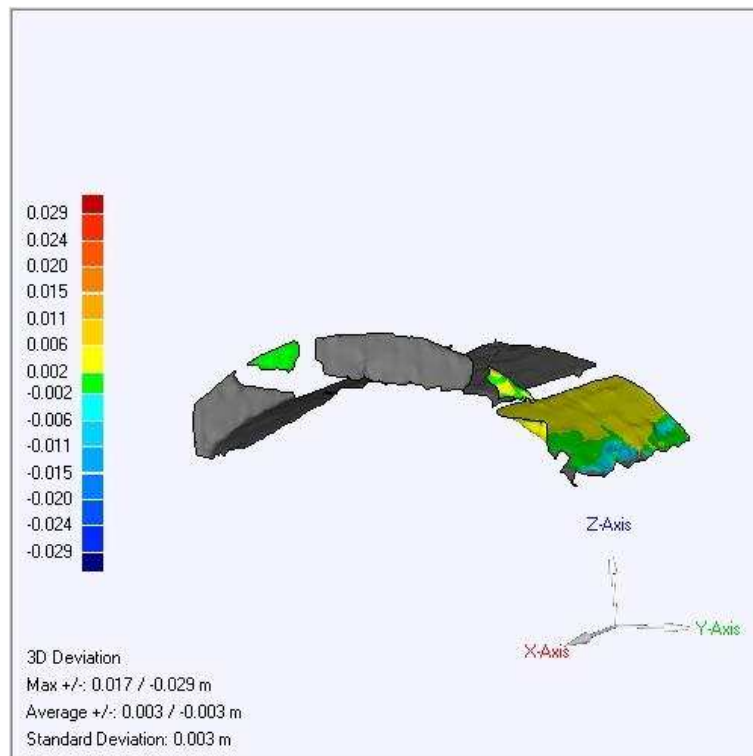 0.029
0.024
0.020
0.015
0.011
0.006
0.002
-0.002
-0.006
-0.011
-0.015
-0.020
-0.024
-0.029
Z-Axis
Y-Axis
X-Axis
3D Deviation
Max +/-: 0.017 / -0.029 m
Average +/-: 0.003 / -0.003 m
Standard Deviation: 0.003 m